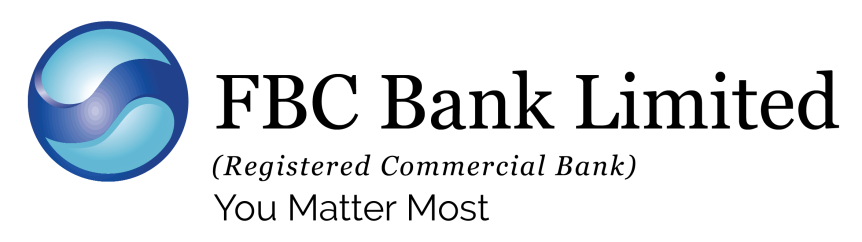 FBC Bank Limited
(Registered Commercial Bank)
You Matter Most